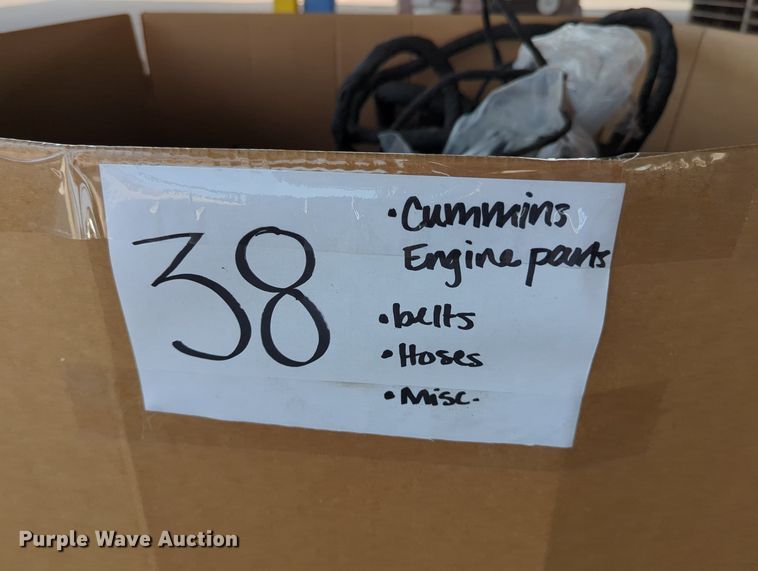 38
•Cummins
Engine parts
•belts
•Hoses
•Misc.
Purple Wave Auction